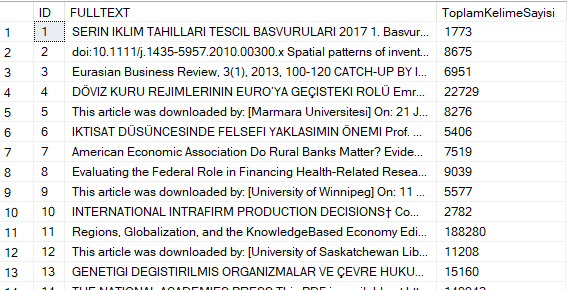 ID FULLTEXT ToplamKelimeSayisi
1 1 SERIN IKLIM TAHILLARI TESCIL BASVURULARI 2017 1. Basvur... 1773
2 2 doi:10.1111/j.1435-5957.2010.00300.x Spatial patterns of invent... 8675
3 3 Eurasian Business Review, 3(1), 2013, 100-120 CATCH-UP BY I... 6951
4 4 DÖVIZ KURU REJIMLERININ EURO'YA GEÇISTEKI ROLÜ Emr... 22729
5 5 This article was downloaded by: [Marmara Universitesi] On: 21 J... 8276
6 6 IKTISAT DÜSÜNCESINDE FELSEFI YAKLASIMIN ÖNEMI Prof. ... 5406
7 7 American Economic Association Do Rural Banks Matter? Evide... 7519
8 8 Evaluating the Federal Role in Financing Health-Related Resea... 9039
9 9 This article was downloaded by: [University of Winnipeg] On: 11 ... 5577
10 10 INTERNATIONAL INTRAFIRM PRODUCTION DECISIONS† Co... 2782
11 11 Regions, Globalization, and the KnowledgeBased Economy Edi... 188280
12 12 This article was downloaded by: [University of Saskatchewan Lib... 11208
13 13 GENETIGI DEGISTIRILMIS ORGANIZMALAR VE ÇEVRE HUKU... 15160